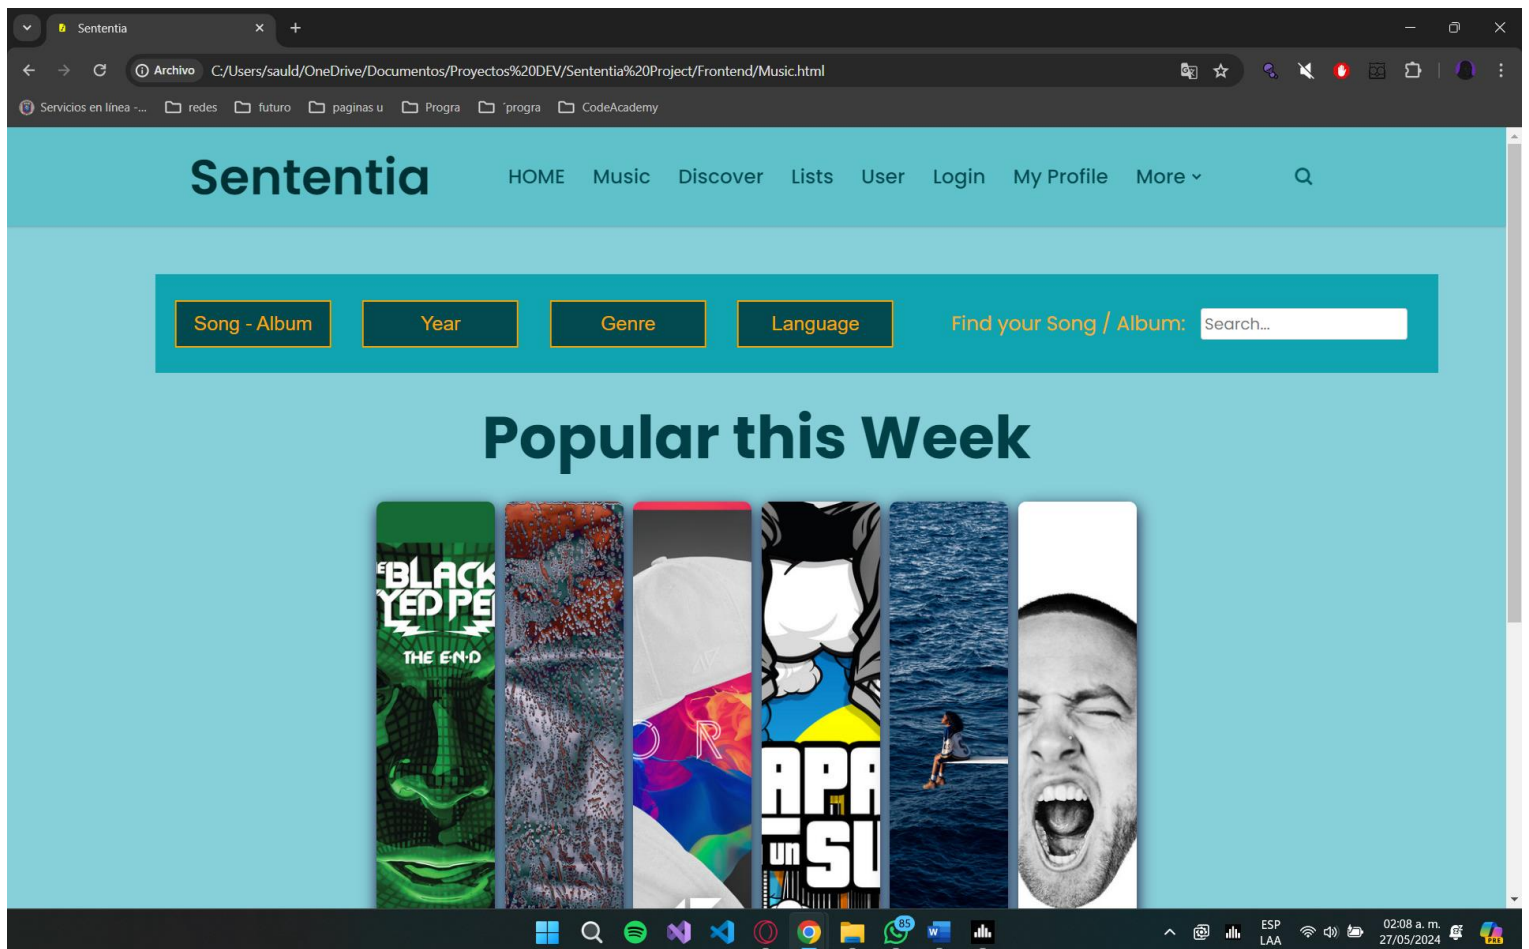 Sententia
Archivo C:/Users/sauld/OneDrive/Documentos/Proyectos%20DEV/Sententia%20Project/Frontend/Music.html
Servicios en línea -... redes futuro paginas u Progra ´progra CodeAcademy
Sententia HOME Music Discover Lists User Login My Profile More
Song - Album Year Genre Language Find your Song / Album: Search...
Popular this Week
BLACK
YED PE
THE E·N·D
O R
APA
un SU
85
ESP
LAA
02:08 a. m.
27/05/2024
PRE